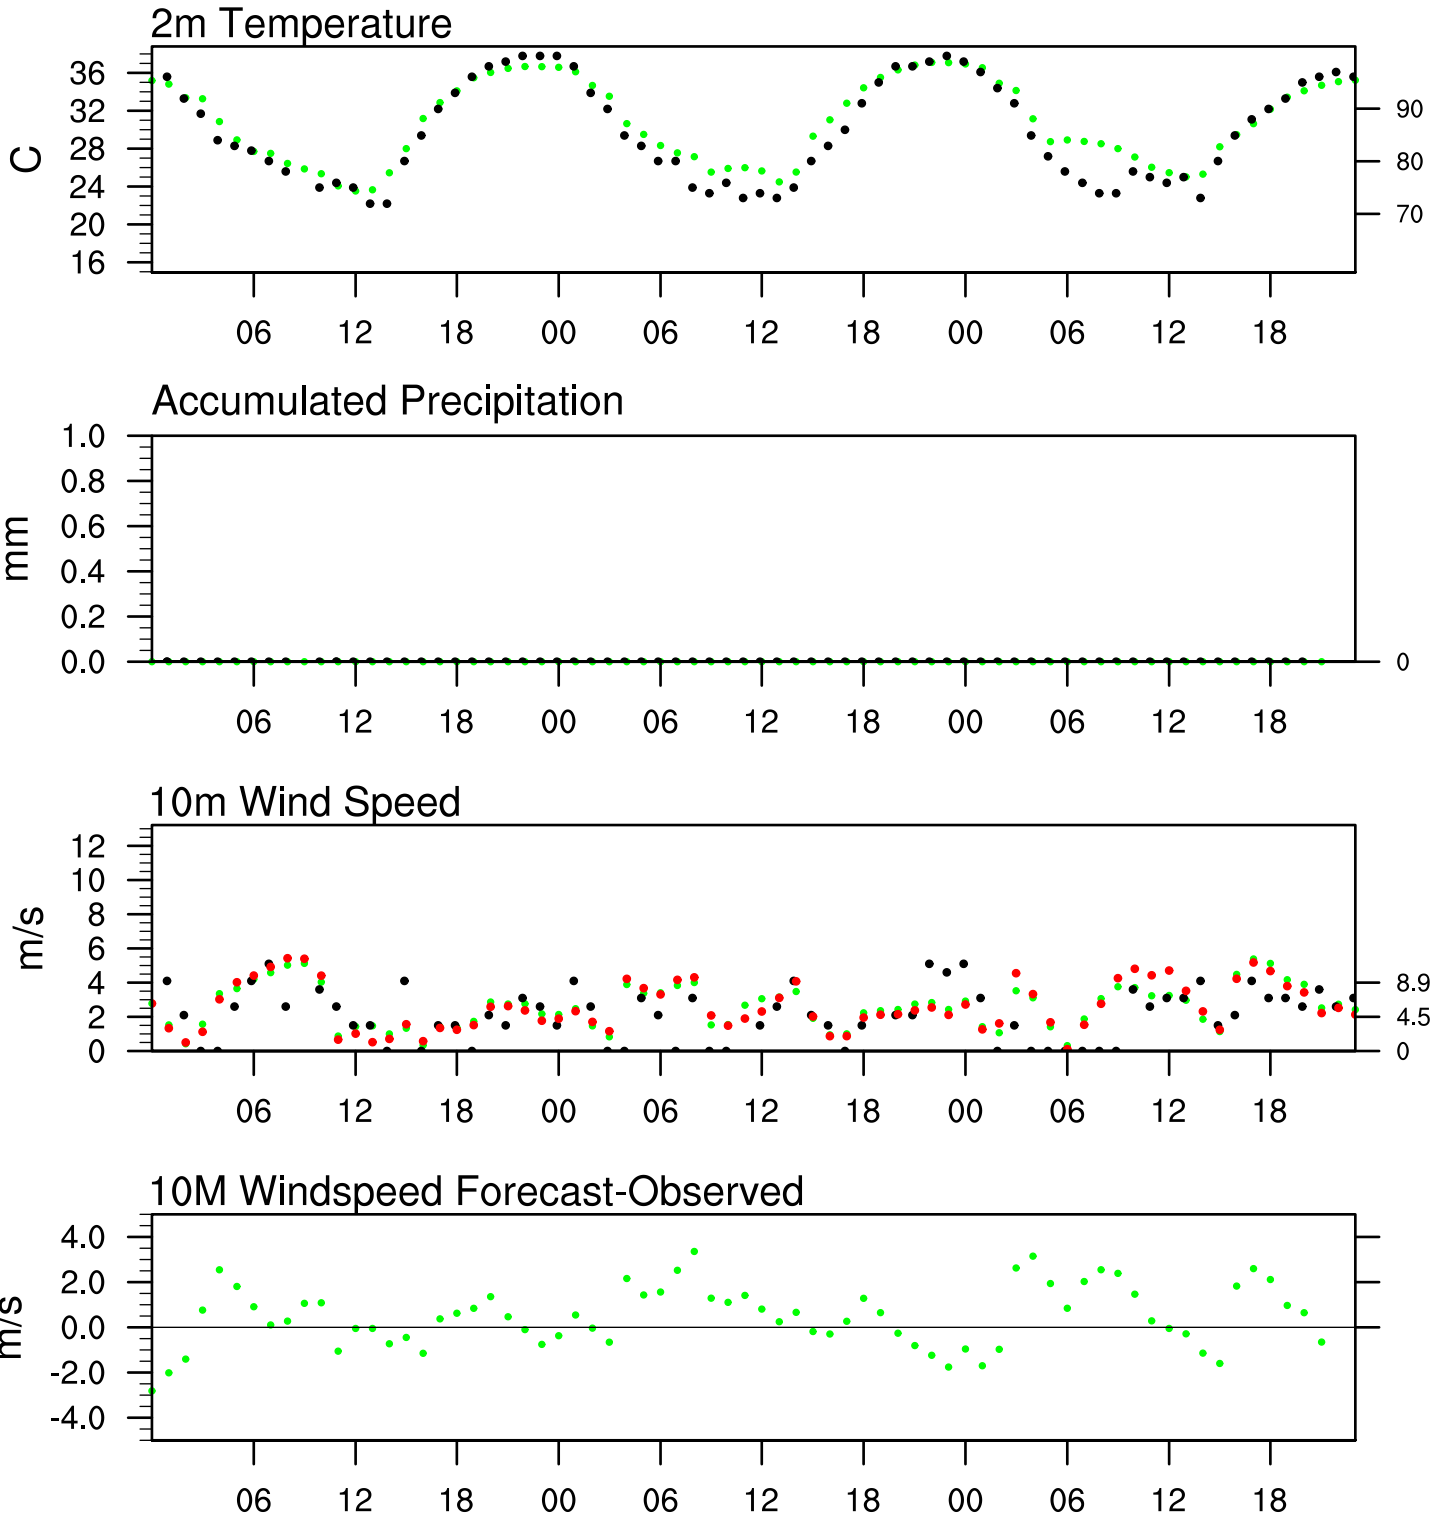 2m Temperature
36
32
28
24
20
16
C
90
80
70
06 12 18 00 06 12 18 00 06 12 18
Accumulated Precipitation
1.0
0.8
0.6
0.4
0.2
0.0
mm
0
06 12 18 00 06 12 18 00 06 12 18
10m Wind Speed
12
10
8
6
4
2
0
m/s
8.9
4.5
0
06 12 18 00 06 12 18 00 06 12 18
10M Windspeed Forecast-Observed
4.0
2.0
0.0
-2.0
-4.0
m/s
06 12 18 00 06 12 18 00 06 12 18